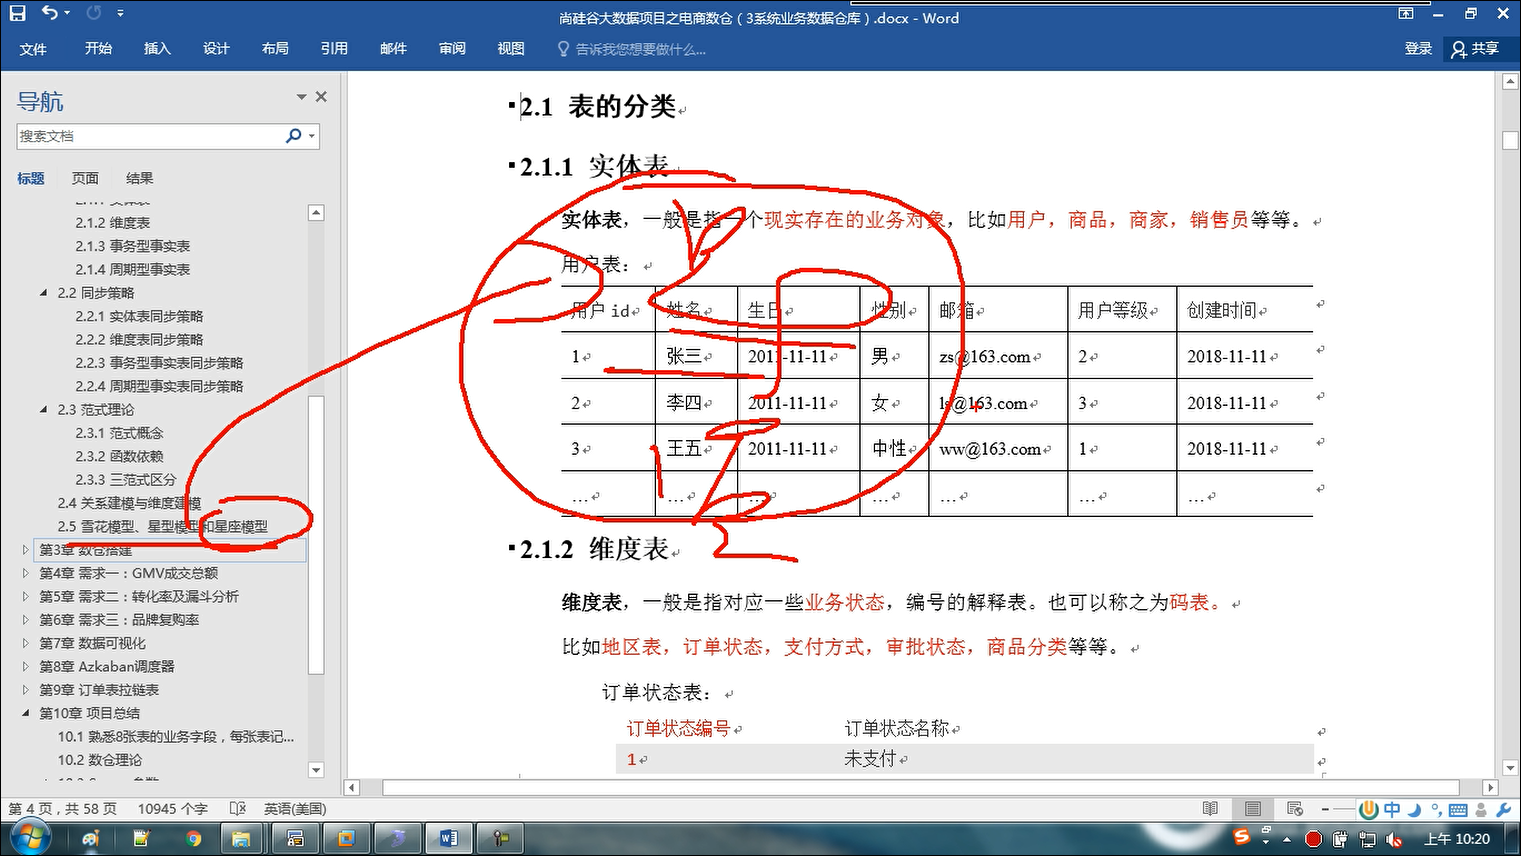 尚硅谷大数据项目之电商数仓（3系统业务数据仓库）.docx - Word
文件 开始 插入 设计 布局 引用 邮件 审阅 视图 告诉我您想要做什么... 登录 共享
导航
搜索文档
标题 页面 结果
2.1.2 维度表
2.1.3 事务型事实表
2.1.4 周期型事实表
2.2 同步策略
2.2.1 实体表同步策略
2.2.2 维度表同步策略
2.2.3 事务型事实表同步策略
2.2.4 周期型事实表同步策略
2.3 范式理论
2.3.1 范式概念
2.3.2 函数依赖
2.3.3 三范式区分
2.4 关系建模与维度建模
2.5 雪花模型、星型模型和星座模型
第3章 数仓搭建
第4章 需求一：GMV成交总额
第5章 需求二：转化率及漏斗分析
第6章 需求三：品牌复购率
第7章 数据可视化
第8章 Azkaban调度器
第9章 订单表拉链表
第10章 项目总结
10.1 熟悉8张表的业务字段，每张表记...
10.2 数仓理论
2.1 表的分类
2.1.1 实体表
实体表，一般是指一个现实存在的业务对象，比如用户，商品，商家，销售员等等。
用户表：
用户 id 姓名 生日 性别 邮箱 用户等级 创建时间
1 张三 2011-11-11 男 zs@163.com 2 2018-11-11
2 李四 2011-11-11 女 ls@163.com 3 2018-11-11
3 王五 2011-11-11 中性 ww@163.com 1 2018-11-11
… … … … … … …
2.1.2 维度表
维度表，一般是指对应一些业务状态，编号的解释表。也可以称之为码表。
比如地区表，订单状态，支付方式，审批状态，商品分类等等。
订单状态表：
订单状态编号 订单状态名称
1 未支付
第 4 页，共 58 页 10945 个字 英语(美国)
中
上午 10:20